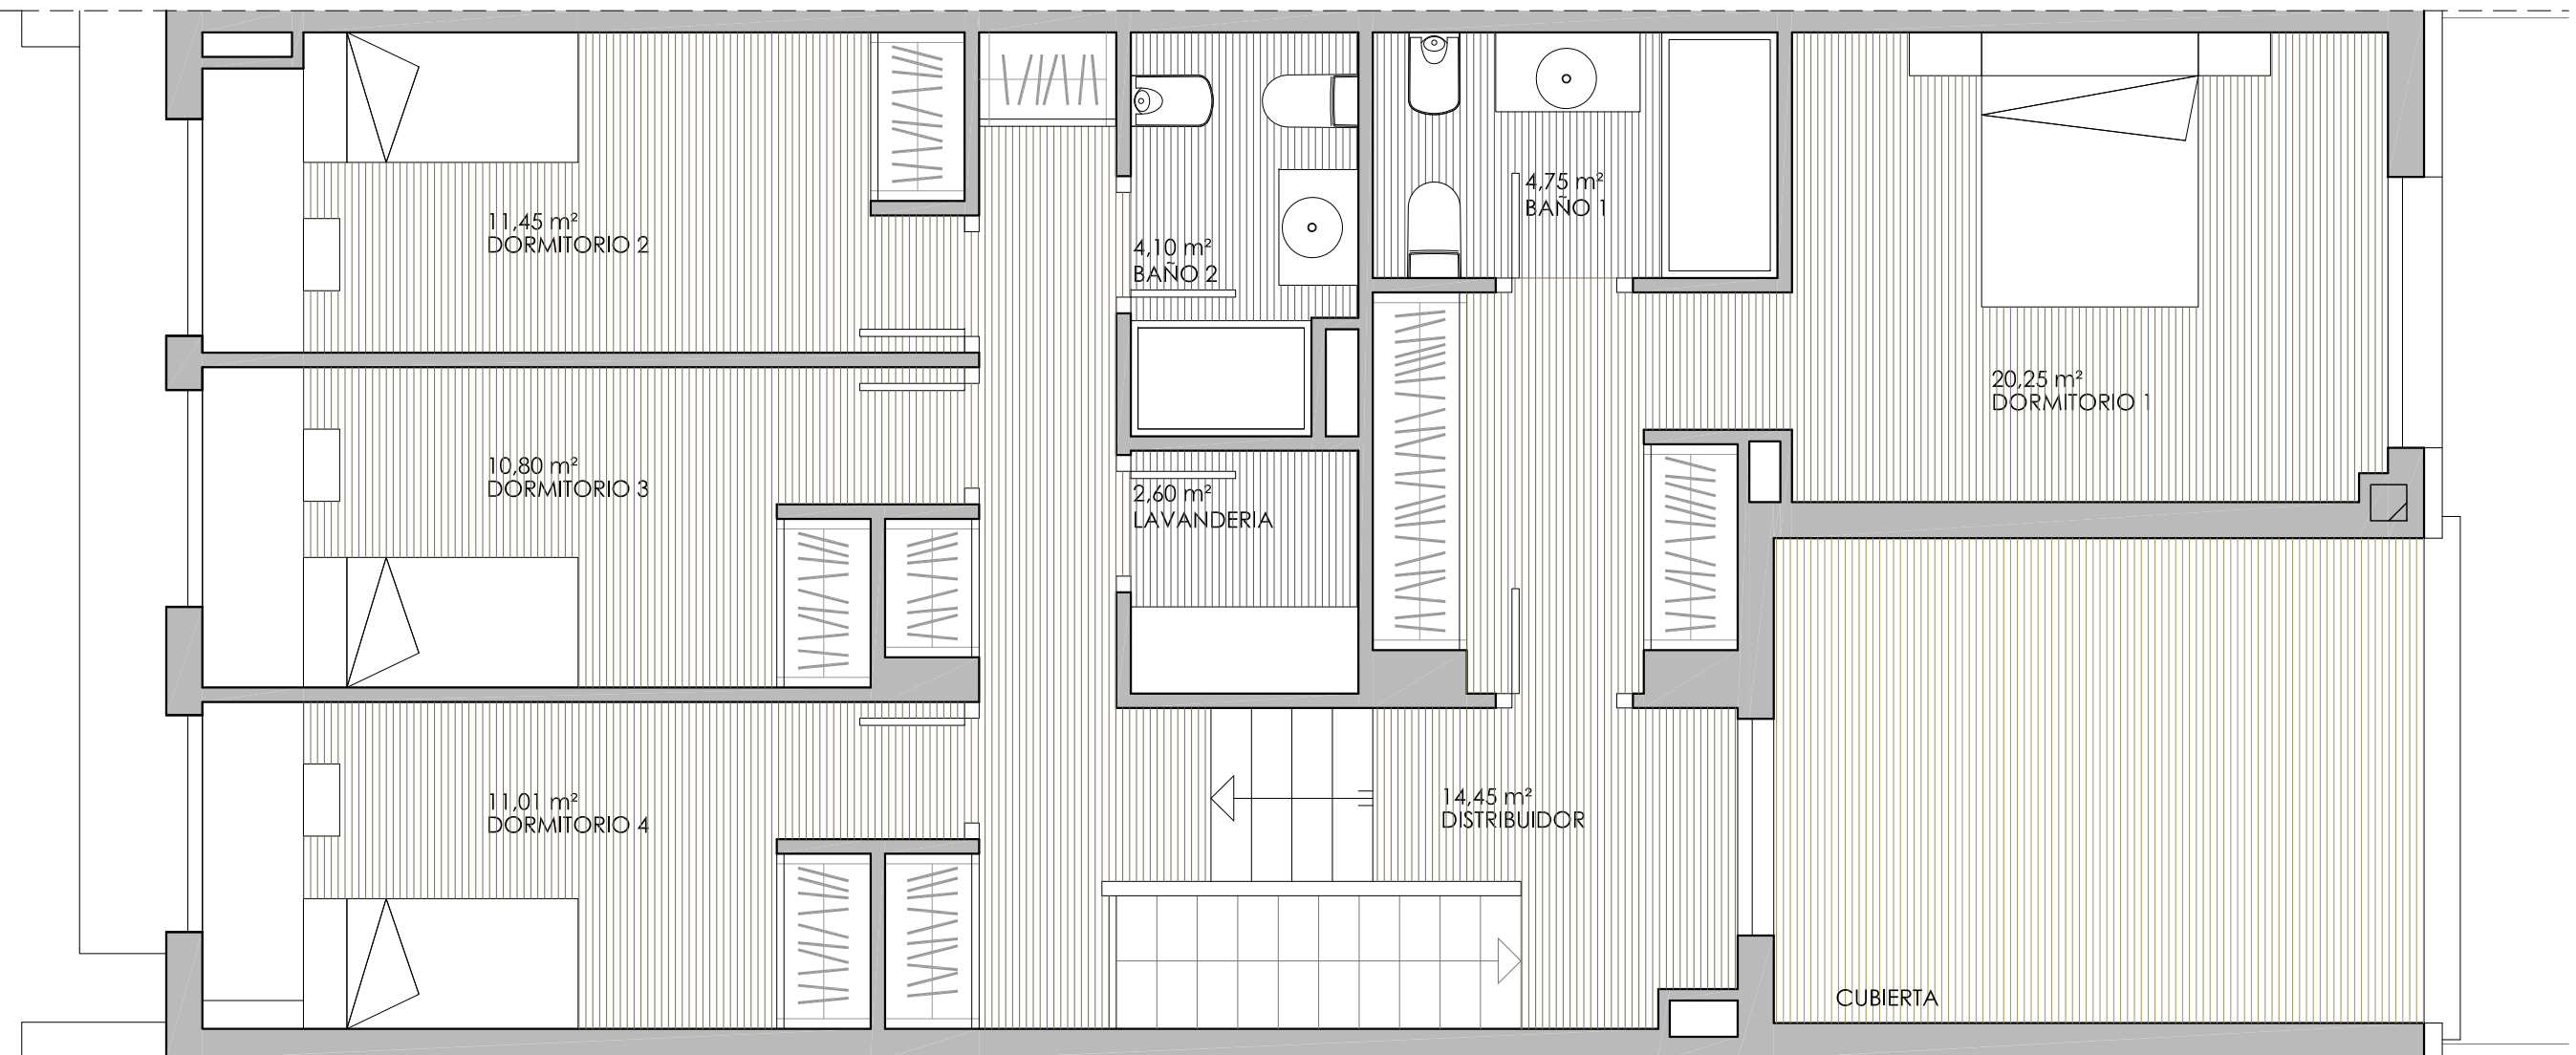 11,45 m²
DORMITORIO 2
4,10 m²
BAÑO 2
4,75 m²
BAÑO 1
20,25 m²
DORMITORIO 1
10,80 m²
DORMITORIO 3
2,60 m²
LAVANDERIA
11,01 m²
DORMITORIO 4
14,45 m²
DISTRIBUIDOR
CUBIERTA